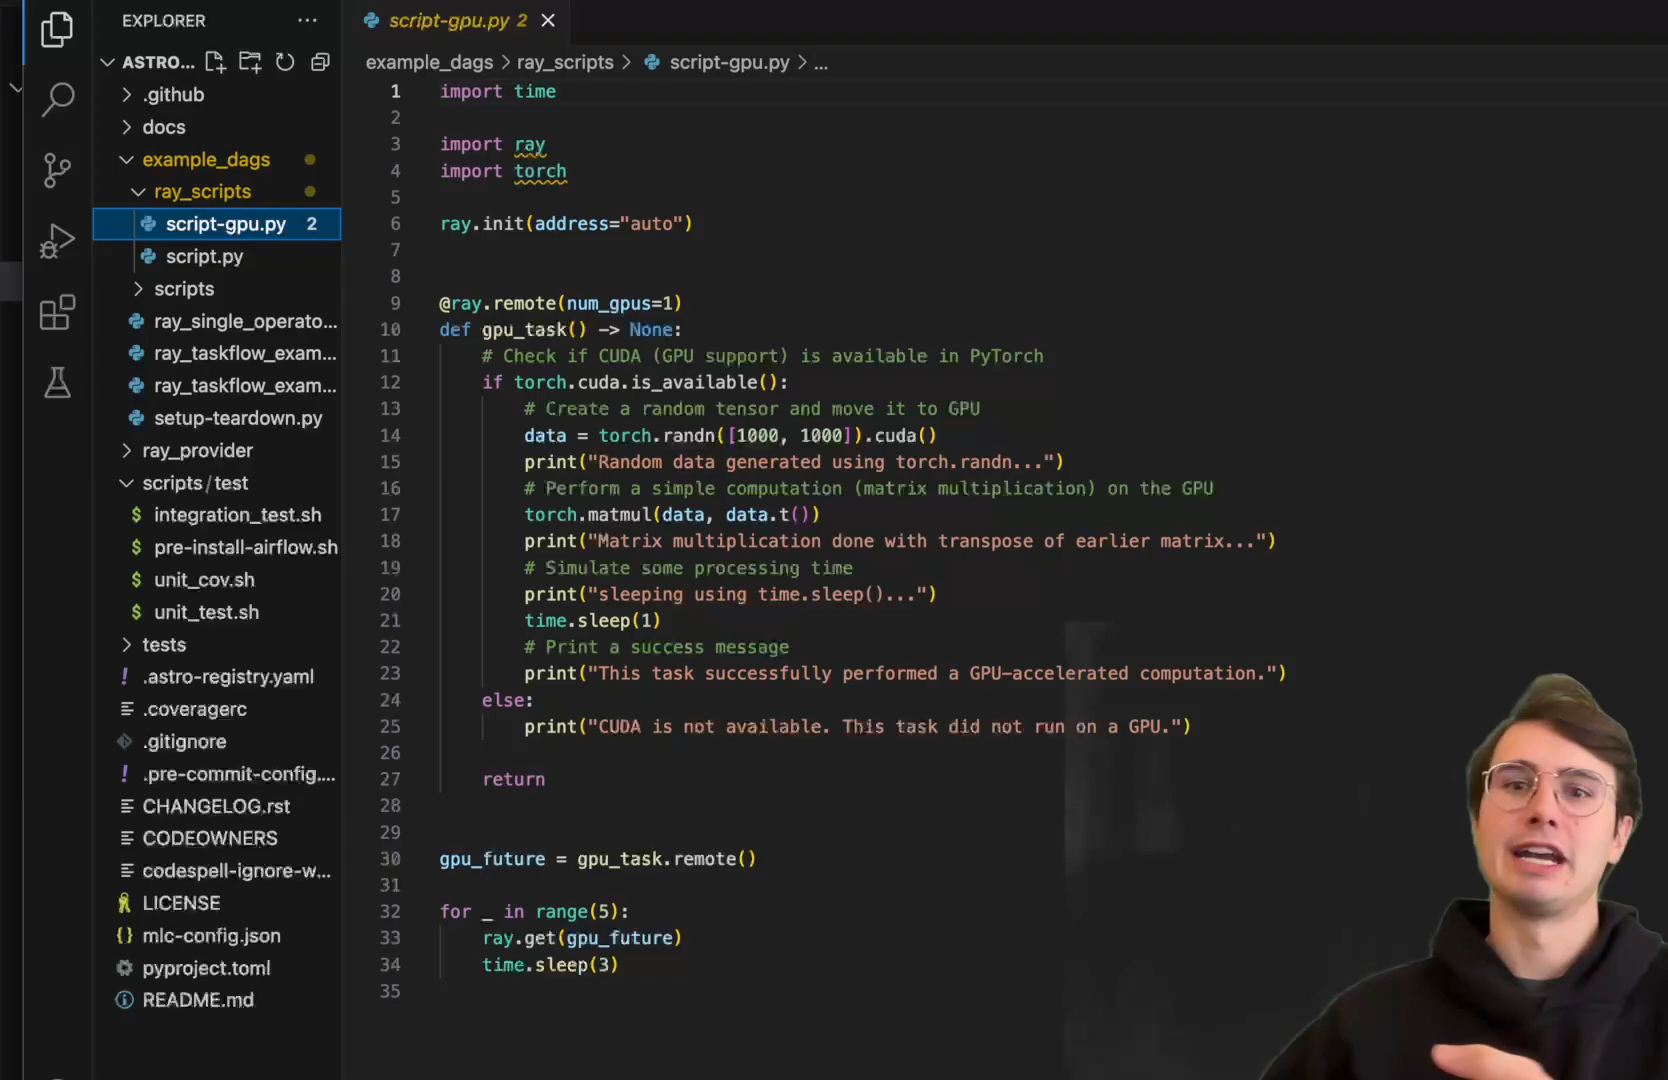 EXPLORER ...
ASTRO...
.github
docs
example_dags
ray_scripts
script-gpu.py 2
script.py
scripts
ray_single_operato...
ray_taskflow_exam...
ray_taskflow_exam...
setup-teardown.py
ray_provider
scripts/test
$ integration_test.sh
$ pre-install-airflow.sh
$ unit_cov.sh
$ unit_test.sh
tests
! .astro-registry.yaml
.coveragerc
.gitignore
! .pre-commit-config....
CHANGELOG.rst
CODEOWNERS
codespell-ignore-w...
LICENSE
{} mlc-config.json
pyproject.toml
README.md
script-gpu.py 2
example_dags > ray_scripts > script-gpu.py > ...
1 import time
2
3 import ray
4 import torch
5
6 ray.init(address="auto")
7
8
9 @ray.remote(num_gpus=1)
10 def gpu_task() -> None:
11 # Check if CUDA (GPU support) is available in PyTorch
12 if torch.cuda.is_available():
13 # Create a random tensor and move it to GPU
14 data = torch.randn([1000, 1000]).cuda()
15 print("Random data generated using torch.randn...")
16 # Perform a simple computation (matrix multiplication) on the GPU
17 torch.matmul(data, data.t())
18 print("Matrix multiplication done with transpose of earlier matrix...")
19 # Simulate some processing time
20 print("sleeping using time.sleep()...")
21 time.sleep(1)
22 # Print a success message
23 print("This task successfully performed a GPU-accelerated computation.")
24 else:
25 print("CUDA is not available. This task did not run on a GPU.")
26
27 return
28
29
30 gpu_future = gpu_task.remote()
31
32 for _ in range(5):
33 ray.get(gpu_future)
34 time.sleep(3)
35